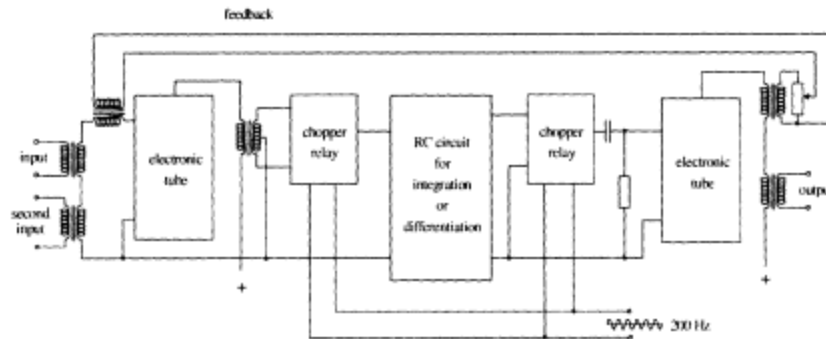 feedback
input
second
input
electronic
tube
chopper
relay
RC circuit
for
integration
or
differentiation
chopper
relay
electronic
tube
output
+
+
200 Hz